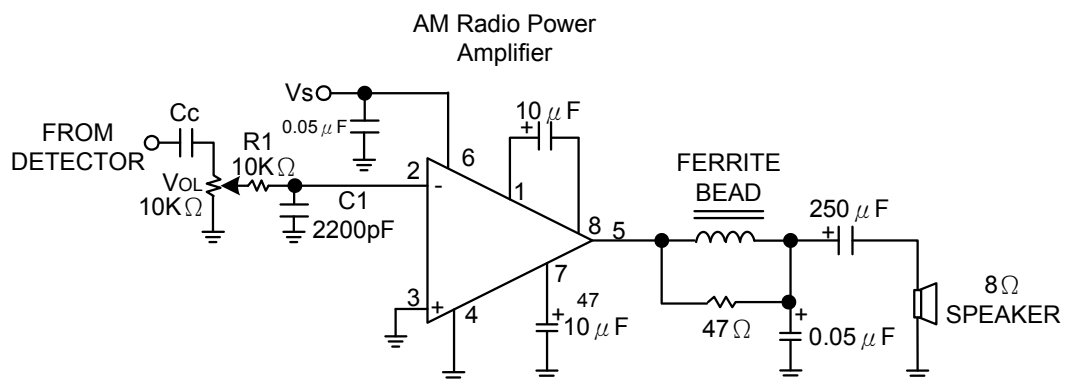 AM Radio Power
Amplifier
Vs
0.05μF
10μF
+
Cc
FROM
DETECTOR
R1
10KΩ
VOL
10KΩ
C1
2200pF
2
-
6
1
8
5
7
3
+
4
47
+
10μF
FERRITE
BEAD
47Ω
250μF
+
+
0.05μF
8Ω
SPEAKER